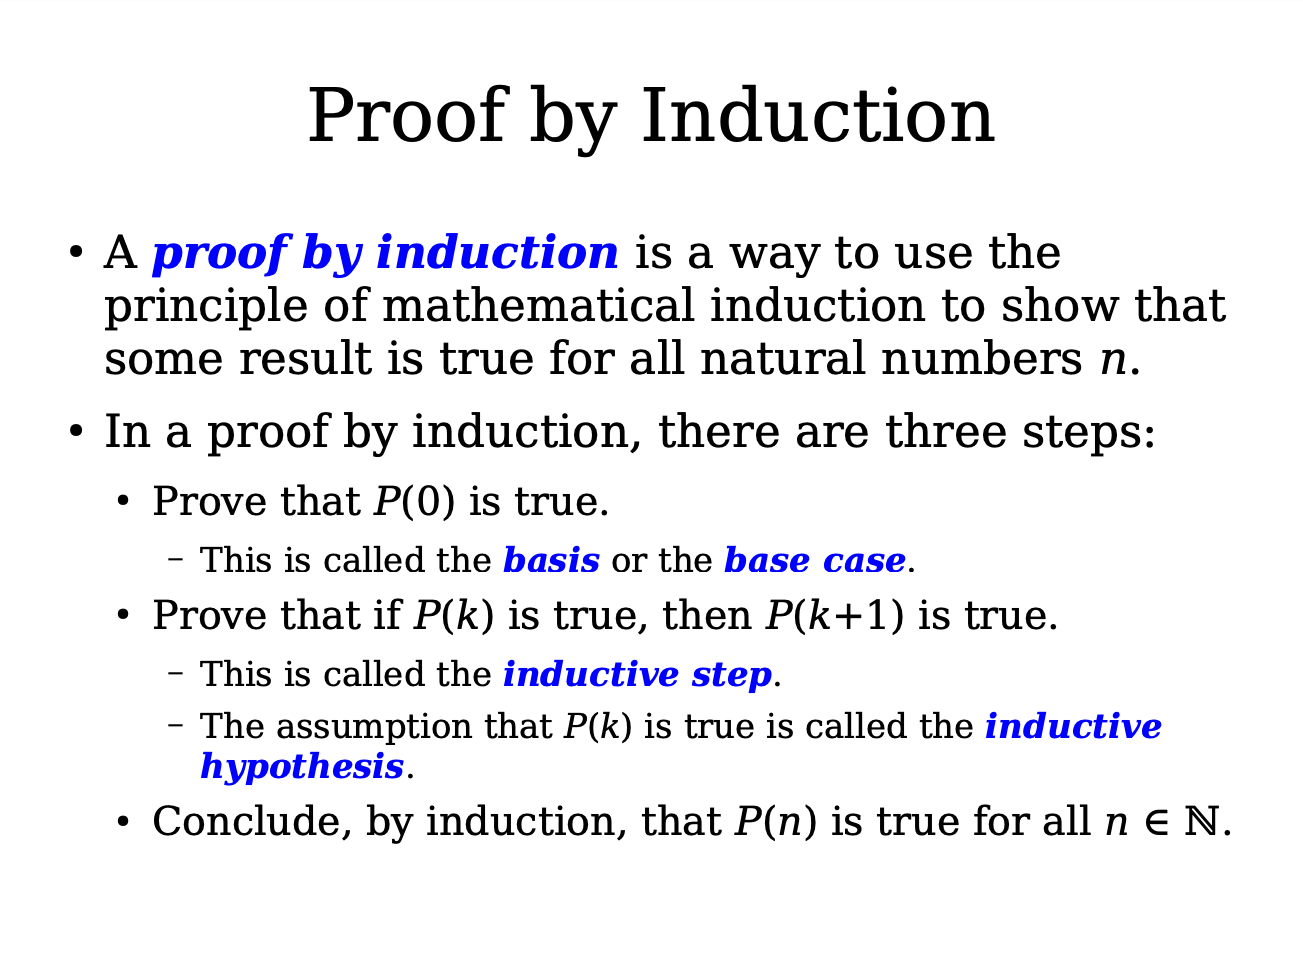 Proof by Induction
• A proof by induction is a way to use the
principle of mathematical induction to show that
some result is true for all natural numbers n.
• In a proof by induction, there are three steps:
• Prove that P(0) is true.
– This is called the basis or the base case.
• Prove that if P(k) is true, then P(k+1) is true.
– This is called the inductive step.
– The assumption that P(k) is true is called the inductive
hypothesis.
• Conclude, by induction, that P(n) is true for all n ∈ ℕ.